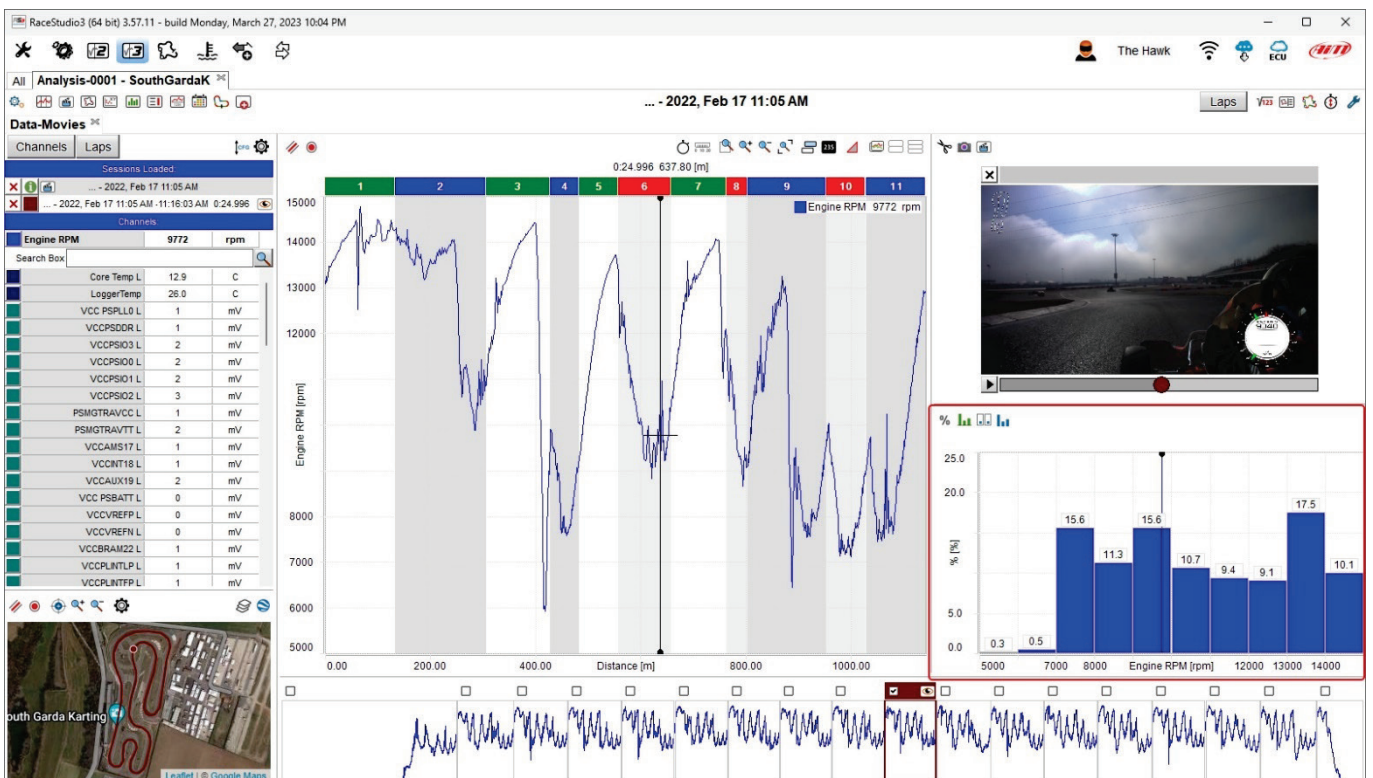 RaceStudio3 (64 bit) 3.57.11 - build Monday, March 27, 2023 10:04 PM
The Hawk
ECU
AiM
All Analysis-0001 - SouthGardaK
... - 2022, Feb 17 11:05 AM
Laps
Data-Movies
Channels Laps
CFG
Sessions Loaded:
... - 2022, Feb 17 11:05 AM
... - 2022, Feb 17 11:05 AM -11:16:03 AM 0:24.996
Channels
Engine RPM 9772 rpm
Search Box
Core Temp L 12.9 C
LoggerTemp 26.0 C
VCC PSPLL0 L 1 mV
VCCPSDDR L 1 mV
VCCPSIO3 L 2 mV
VCCPSIO0 L 2 mV
VCCPSIO1 L 2 mV
VCCPSIO2 L 3 mV
PSMGTRAVCC L 1 mV
PSMGTRAVTT L 2 mV
VCCAMS17 L 1 mV
VCCINT18 L 1 mV
VCCAUX19 L 2 mV
VCC PSBATT L 0 mV
VCCVREFP L 0 mV
VCCVREFN L 0 mV
VCCBRAM22 L 1 mV
VCCPLINTLP L 1 mV
VCCPLINTFP L 1 mV
outh Garda Karting
Leaflet | © Google Maps
0:24.996 637.80 [m]
1 2 3 4 5 6 7 8 9 10 11
Engine RPM 9772 rpm
15000
14000
13000
12000
Engine RPM [rpm]
8000
7000
6000
5000
0.00 200.00 400.00 Distance [m] 800.00 1000.00
9040
%
25.0
20.0
% [%]
5.0
0.0
0.3 0.5 15.6 11.3 15.6 10.7 9.4 9.1 17.5 10.1
5000 7000 8000 Engine RPM [rpm] 12000 13000 14000